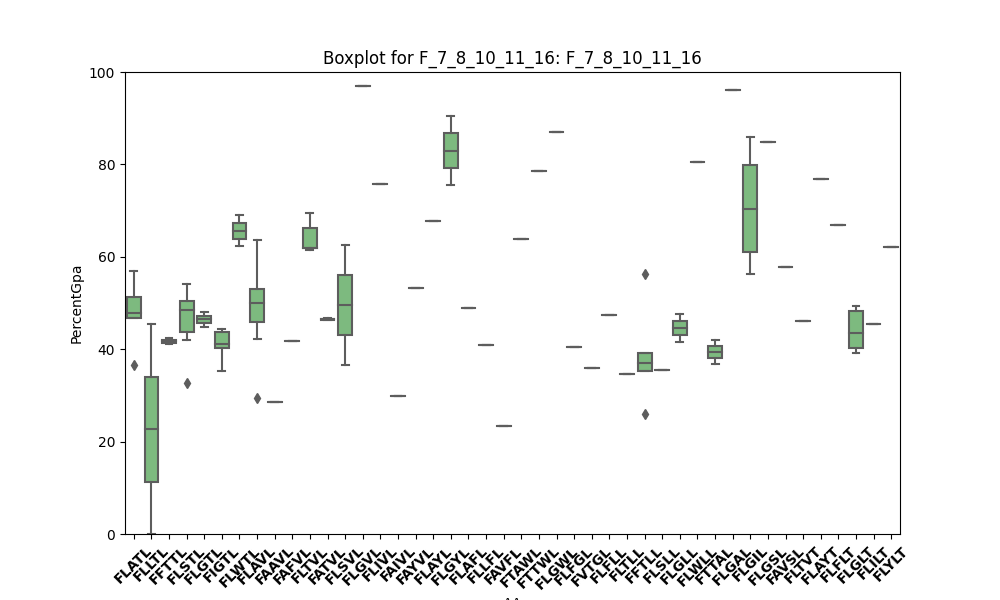 Boxplot for F_7_8_10_11_16: F_7_8_10_11_16
PercentGpa
100
80
60
40
20
0
FLATL
FLLTL
FFTTL
FLSTL
FLGTL
FIGTL
FLWTL
FLAVL
FAAVL
FAFVL
FLTVL
FATVL
FLSVL
FLGVL
FLIVL
FAIVL
FAYVL
FLAYL
FLGYL
FLAFL
FLLFL
FAVFL
FTAWL
FTTWL
FLGWL
FLFGL
FVTGL
FLFLL
FLTLL
FFTLL
FLSLL
FLGLL
FLWLL
FTTAL
FLGAL
FLGIL
FLGSL
FAVSL
FLTVT
FLAYT
FLFLT
FLGLT
FLILT
FLYLT